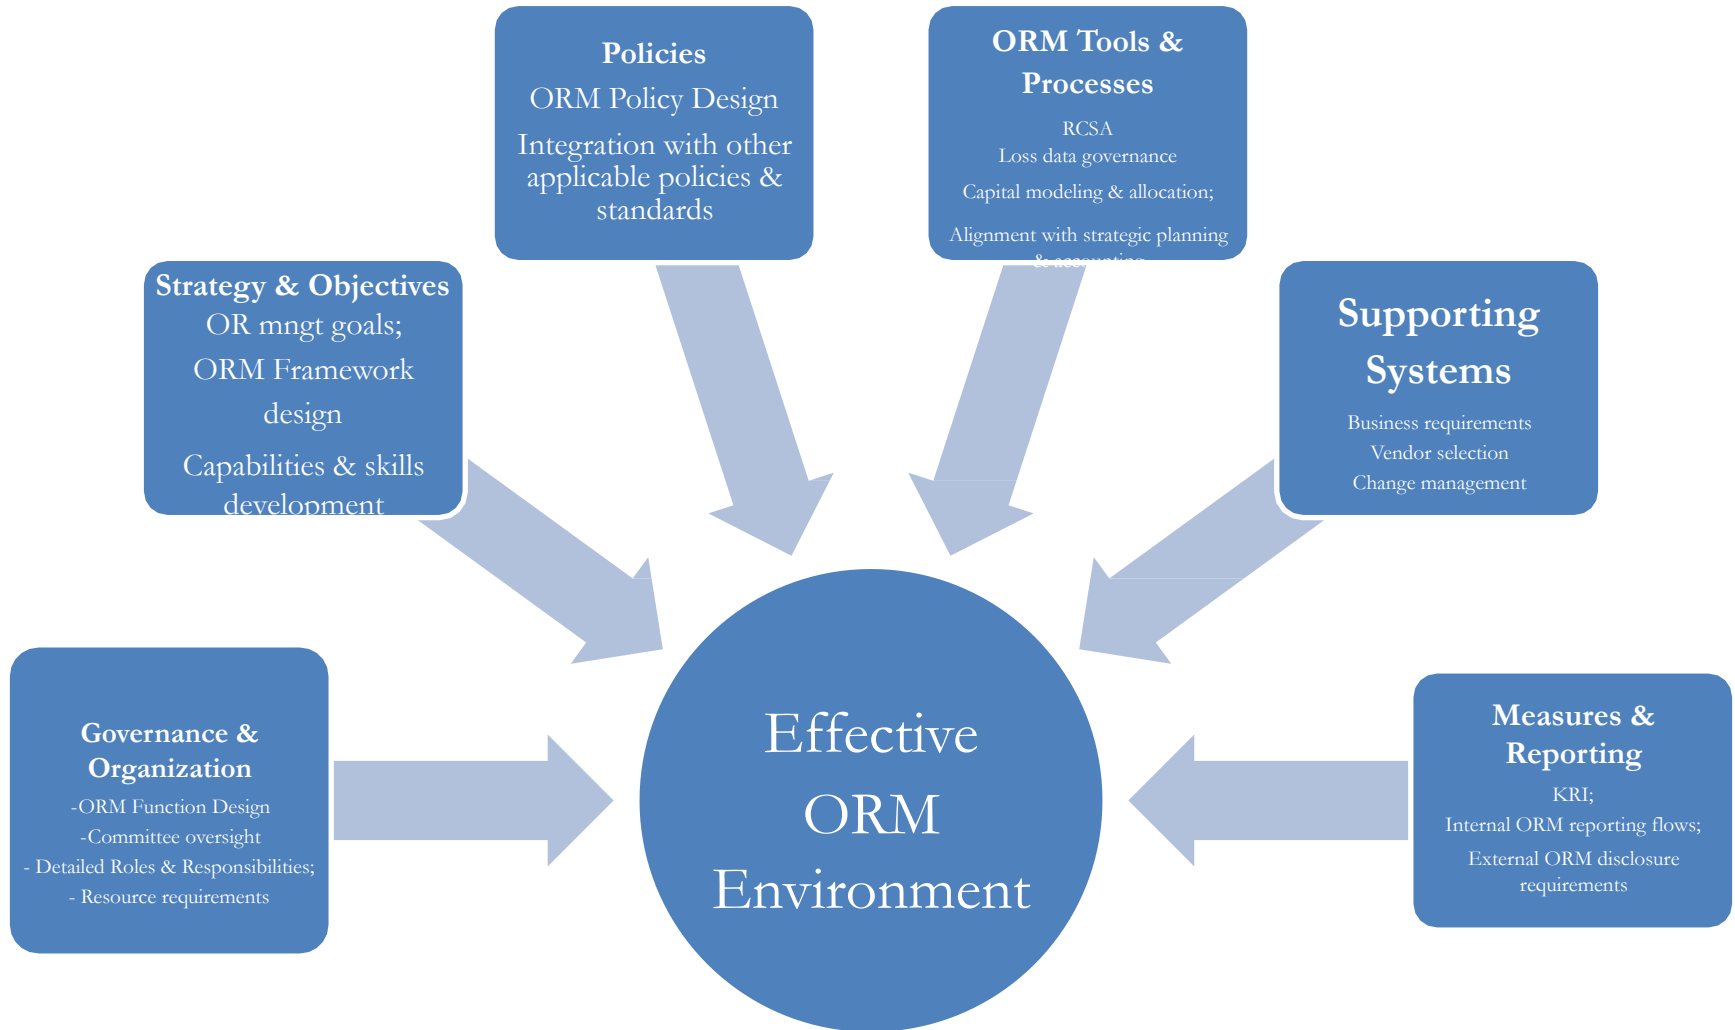 Policies
ORM Policy Design
Integration with other
applicable policies &
standards
ORM Tools &
Processes
RCSA
Loss data governance
Capital modeling & allocation;
Alignment with strategic planning
& accounting
Strategy & Objectives
OR mngt goals;
ORM Framework
design
Capabilities & skills
development
Supporting
Systems
Business requirements
Vendor selection
Change management
Governance &
Organization
-ORM Function Design
-Committee oversight
- Detailed Roles & Responsibilities;
- Resource requirements
Effective
ORM
Environment
Measures &
Reporting
KRI;
Internal ORM reporting flows;
External ORM disclosure
requirements